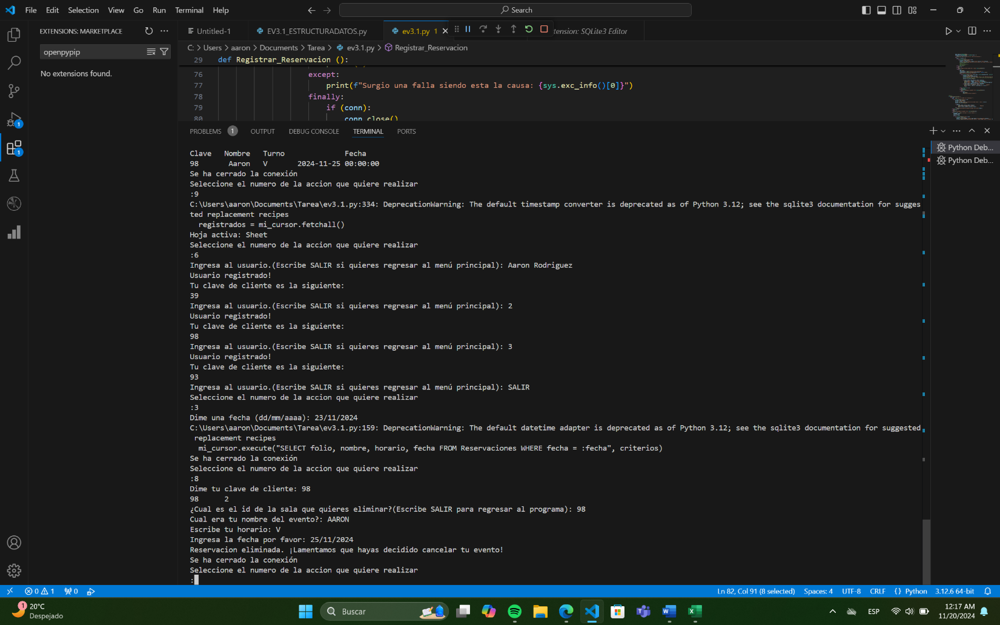 File Edit Selection View Go Run Terminal Help
Search
EXTENSIONS: MARKETPLACE
Untitled-1
EV3.1_ESTRUCTURADATOS.py
ev3.1.py 1
tension: SQLite3 Editor
openpypip
C: > Users > aaron > Documents > Tarea > ev3.1.py > Registrar_Reservacion
No extensions found.
29 def Registrar_Reservacion ():
76 except:
77 print(f"Surgio una falla siendo esta la causa: {sys.exc_info()[0]}")
78 finally:
79 if (conn):
80 conn.close()
PROBLEMS 1 OUTPUT DEBUG CONSOLE TERMINAL PORTS
Python Deb...
Python Deb...
Clave Nombre Turno Fecha
98 Aaron V 2024-11-25 00:00:00
Se ha cerrado la conexión
Seleccione el numero de la accion que quiere realizar
:9
C:\Users\aaron\Documents\Tarea\ev3.1.py:334: DeprecationWarning: The default timestamp converter is deprecated as of Python 3.12; see the sqlite3 documentation for sugges
ted replacement recipes
registrados = mi_cursor.fetchall()
Hoja activa: Sheet
Seleccione el numero de la accion que quiere realizar
:6
Ingresa al usuario.(Escribe SALIR si quieres regresar al menú principal): Aaron Rodriguez
Usuario registrado!
Tu clave de cliente es la siguiente:
39
Ingresa al usuario.(Escribe SALIR si quieres regresar al menú principal): 2
Usuario registrado!
Tu clave de cliente es la siguiente:
98
Ingresa al usuario.(Escribe SALIR si quieres regresar al menú principal): 3
Usuario registrado!
Tu clave de cliente es la siguiente:
93
Ingresa al usuario.(Escribe SALIR si quieres regresar al menú principal): SALIR
Seleccione el numero de la accion que quiere realizar
:3
Dime una fecha (dd/mm/aaaa): 23/11/2024
C:\Users\aaron\Documents\Tarea\ev3.1.py:159: DeprecationWarning: The default datetime adapter is deprecated as of Python 3.12; see the sqlite3 documentation for suggested
replacement recipes
mi_cursor.execute("SELECT folio, nombre, horario, fecha FROM Reservaciones WHERE fecha = :fecha", criterios)
Se ha cerrado la conexión
Seleccione el numero de la accion que quiere realizar
:8
Dime tu clave de cliente: 98
98 2
¿Cual es el id de la sala que quieres eliminar?(Escribe SALIR para regresar al programa): 98
Cual era tu nombre del evento?: AARON
Escribe tu horario: V
Ingresa la fecha por favor: 25/11/2024
Reservacion eliminada. ¡Lamentamos que hayas decidido cancelar tu evento!
Se ha cerrado la conexión
Seleccione el numero de la accion que quiere realizar
:
0 1 0 Ln 82, Col 91 (8 selected) Spaces: 4 UTF-8 CRLF {} Python 3.12.6 64-bit
1 20°C
Despejado
Buscar
ESP
12:17 AM
11/20/2024